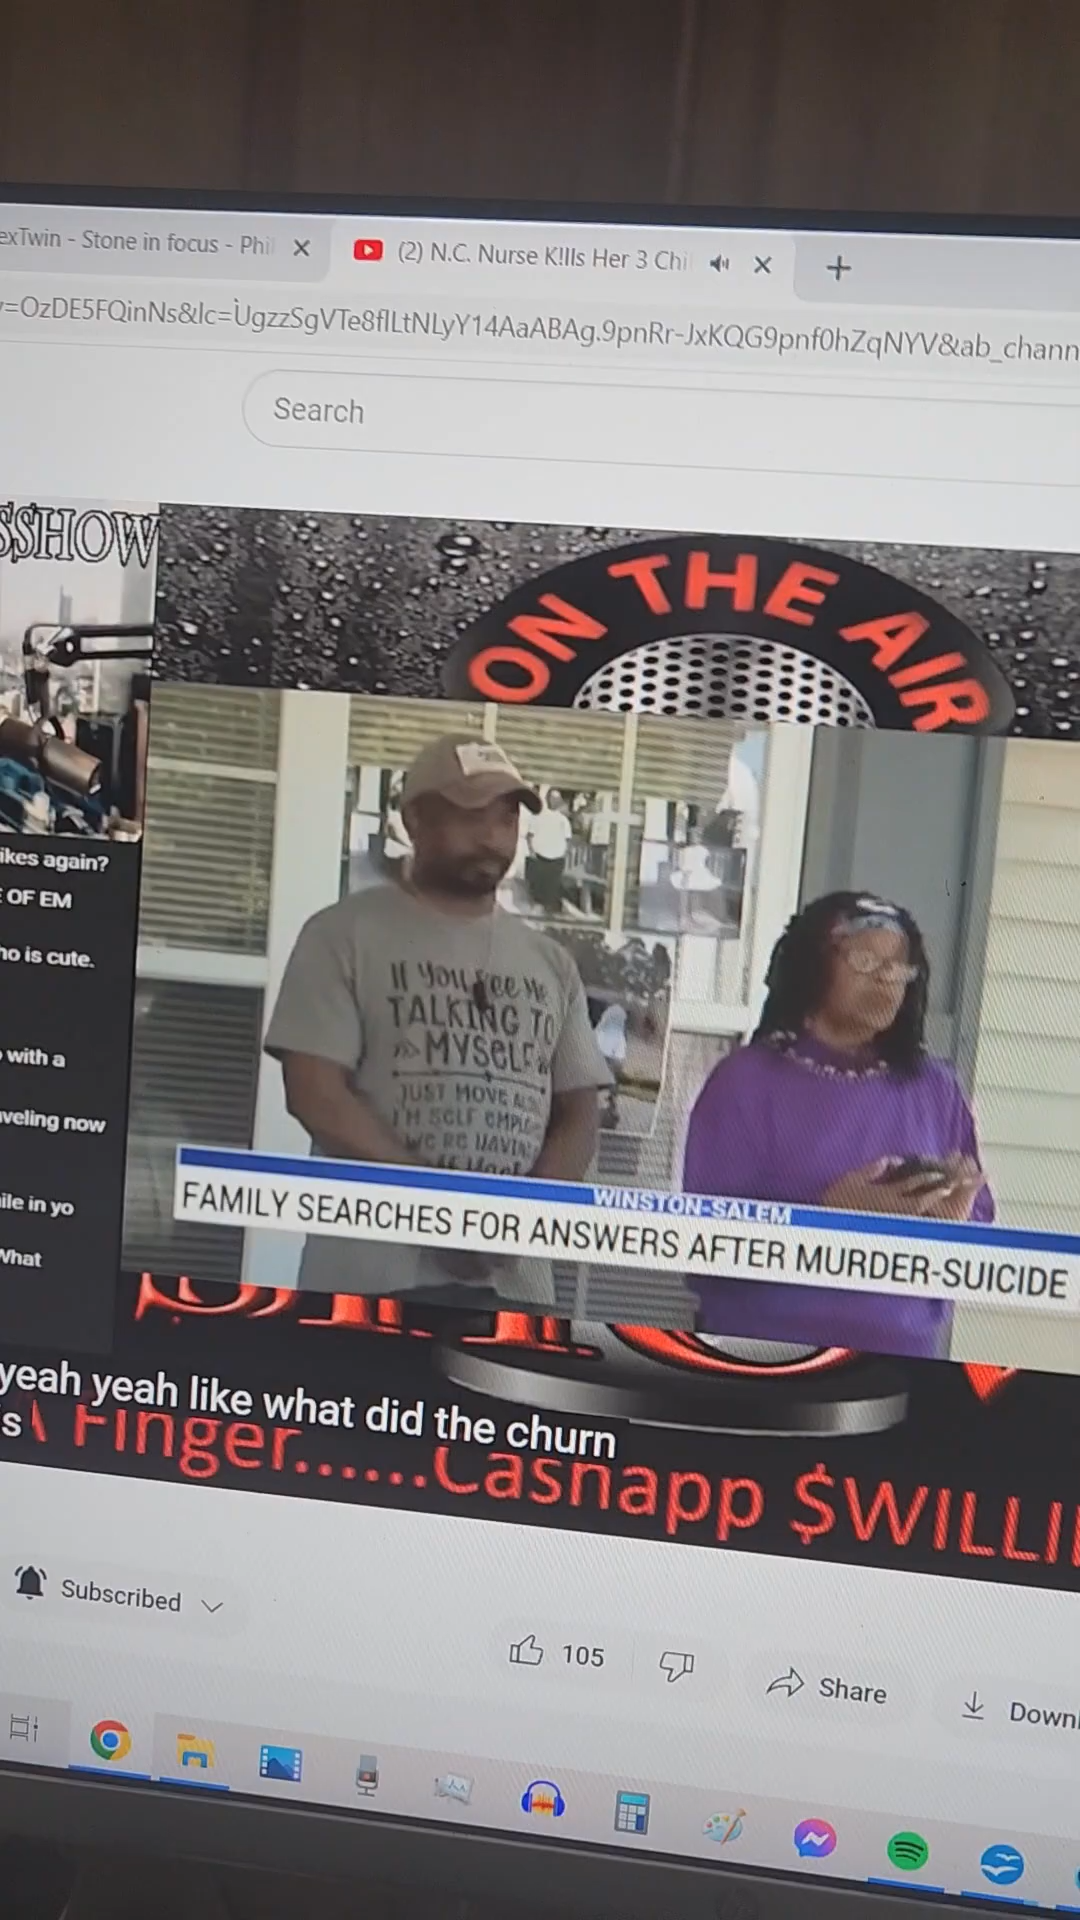 exTwin - Stone in focus - Phi
(2) N.C. Nurse K!lls Her 3 Chi
=OzDE5FQinNs&lc=UgzzSgVTe8flLtNLyY14AaABAg.9pnRr-JxKQG9pnf0hZqNYV&ab_chann
Search
$SHOW
ON THE AIR
ikes again?
OF EM
ho is cute.
with a
veling now
ile in yo
What
IF YOU SEE ME
TALKING TO
MYSELF
JUST MOVE
I'M SELF EMPL
WE'RE HAVING
WINSTON-SALEM
FAMILY SEARCHES FOR ANSWERS AFTER MURDER-SUICIDE
yeah yeah like what did the churn
s
Finger......Cashapp $WILLI
Subscribed
105
Share
Downl